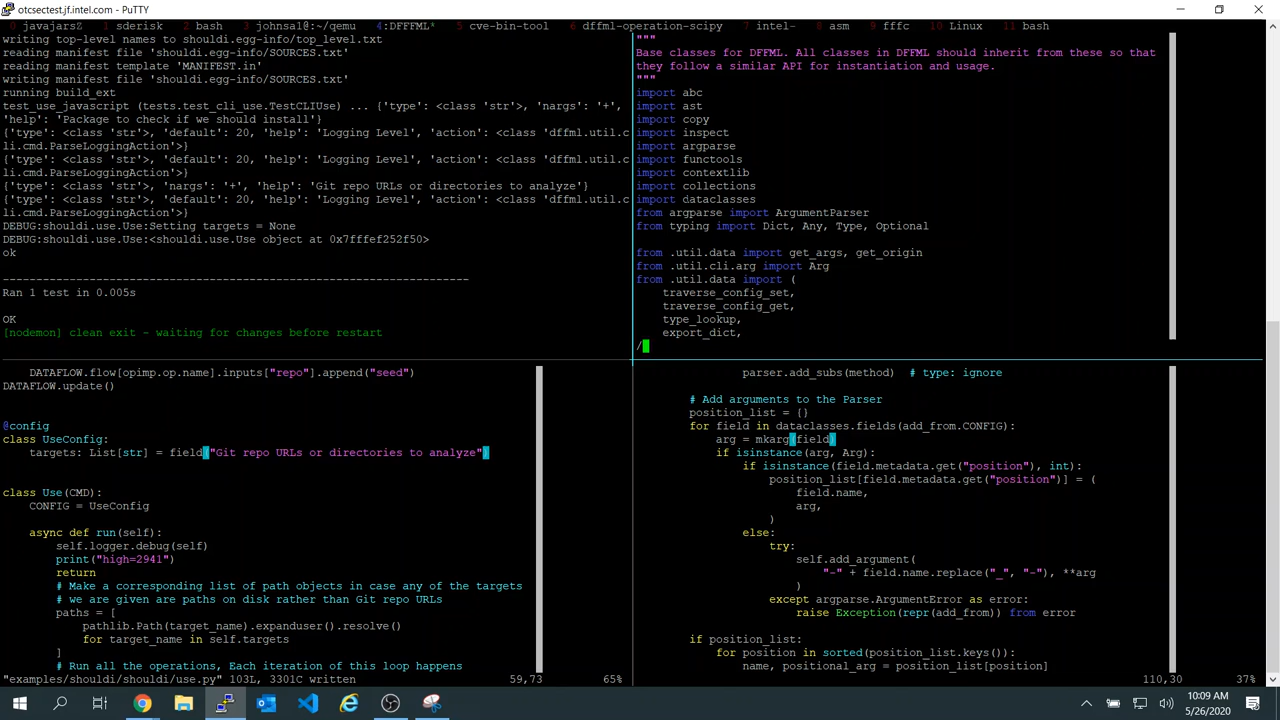 otcsectest.jf.intel.com - PuTTY
0 javajarsZ 1 sderisk 2 bash 3 johnsa1@:~/qemu 4:DFFFML* 5 cve-bin-tool 6 dffml-operation-scipy 7 intel- 8 asm 9 fffc 10 Linux 11 bash
writing top-level names to shouldi.egg-info/top_level.txt
reading manifest file 'shouldi.egg-info/SOURCES.txt'
reading manifest template 'MANIFEST.in'
writing manifest file 'shouldi.egg-info/SOURCES.txt'
running build_ext
test_use_javascript (tests.test_cli_use.TestCLIUse) ... {'type': <class 'str'>, 'nargs': '+',
'help': 'Package to check if we should install'}
{'type': <class 'str'>, 'default': 20, 'help': 'Logging Level', 'action': <class 'dffml.util.c
li.cmd.ParseLoggingAction'>}
{'type': <class 'str'>, 'default': 20, 'help': 'Logging Level', 'action': <class 'dffml.util.c
li.cmd.ParseLoggingAction'>}
{'type': <class 'str'>, 'nargs': '+', 'help': 'Git repo URLs or directories to analyze'}
{'type': <class 'str'>, 'default': 20, 'help': 'Logging Level', 'action': <class 'dffml.util.c
li.cmd.ParseLoggingAction'>}
DEBUG:shouldi.use.Use:Setting targets = None
DEBUG:shouldi.use.Use:<shouldi.use.Use object at 0x7fffef252f50>
ok
----------------------------------------------------------------------
Ran 1 test in 0.005s
OK
[nodemon] clean exit - waiting for changes before restart
"""
Base classes for DFFML. All classes in DFFML should inherit from these so that
they follow a similar API for instantiation and usage.
"""
import abc
import ast
import copy
import inspect
import argparse
import functools
import contextlib
import collections
import dataclasses
from argparse import ArgumentParser
from typing import Dict, Any, Type, Optional
from .util.data import get_args, get_origin
from .util.cli.arg import Arg
from .util.data import (
traverse_config_set,
traverse_config_get,
type_lookup,
export_dict,
/
DATAFLOW.flow[opimp.op.name].inputs["repo"].append("seed")
DATAFLOW.update()
@config
class UseConfig:
targets: List[str] = field("Git repo URLs or directories to analyze")
class Use(CMD):
CONFIG = UseConfig
async def run(self):
self.logger.debug(self)
print("high=2941")
return
# Make a corresponding list of path objects in case any of the targets
# we are given are paths on disk rather than Git repo URLs
paths = [
pathlib.Path(target_name).expanduser().resolve()
for target_name in self.targets
]
# Run all the operations, Each iteration of this loop happens
"examples/shouldi/shouldi/use.py" 103L, 3301C written 59,73 65%
parser.add_subs(method) # type: ignore
# Add arguments to the Parser
position_list = {}
for field in dataclasses.fields(add_from.CONFIG):
arg = mkarg(field)
if isinstance(arg, Arg):
if isinstance(field.metadata.get("position"), int):
position_list[field.metadata.get("position")] = (
field.name,
arg,
)
else:
try:
self.add_argument(
"-" + field.name.replace("_", "-"), **arg
)
except argparse.ArgumentError as error:
raise Exception(repr(add_from)) from error
if position_list:
for position in sorted(position_list.keys()):
name, positional_arg = position_list[position]
110,30 37%
10:09 AM
5/26/2020